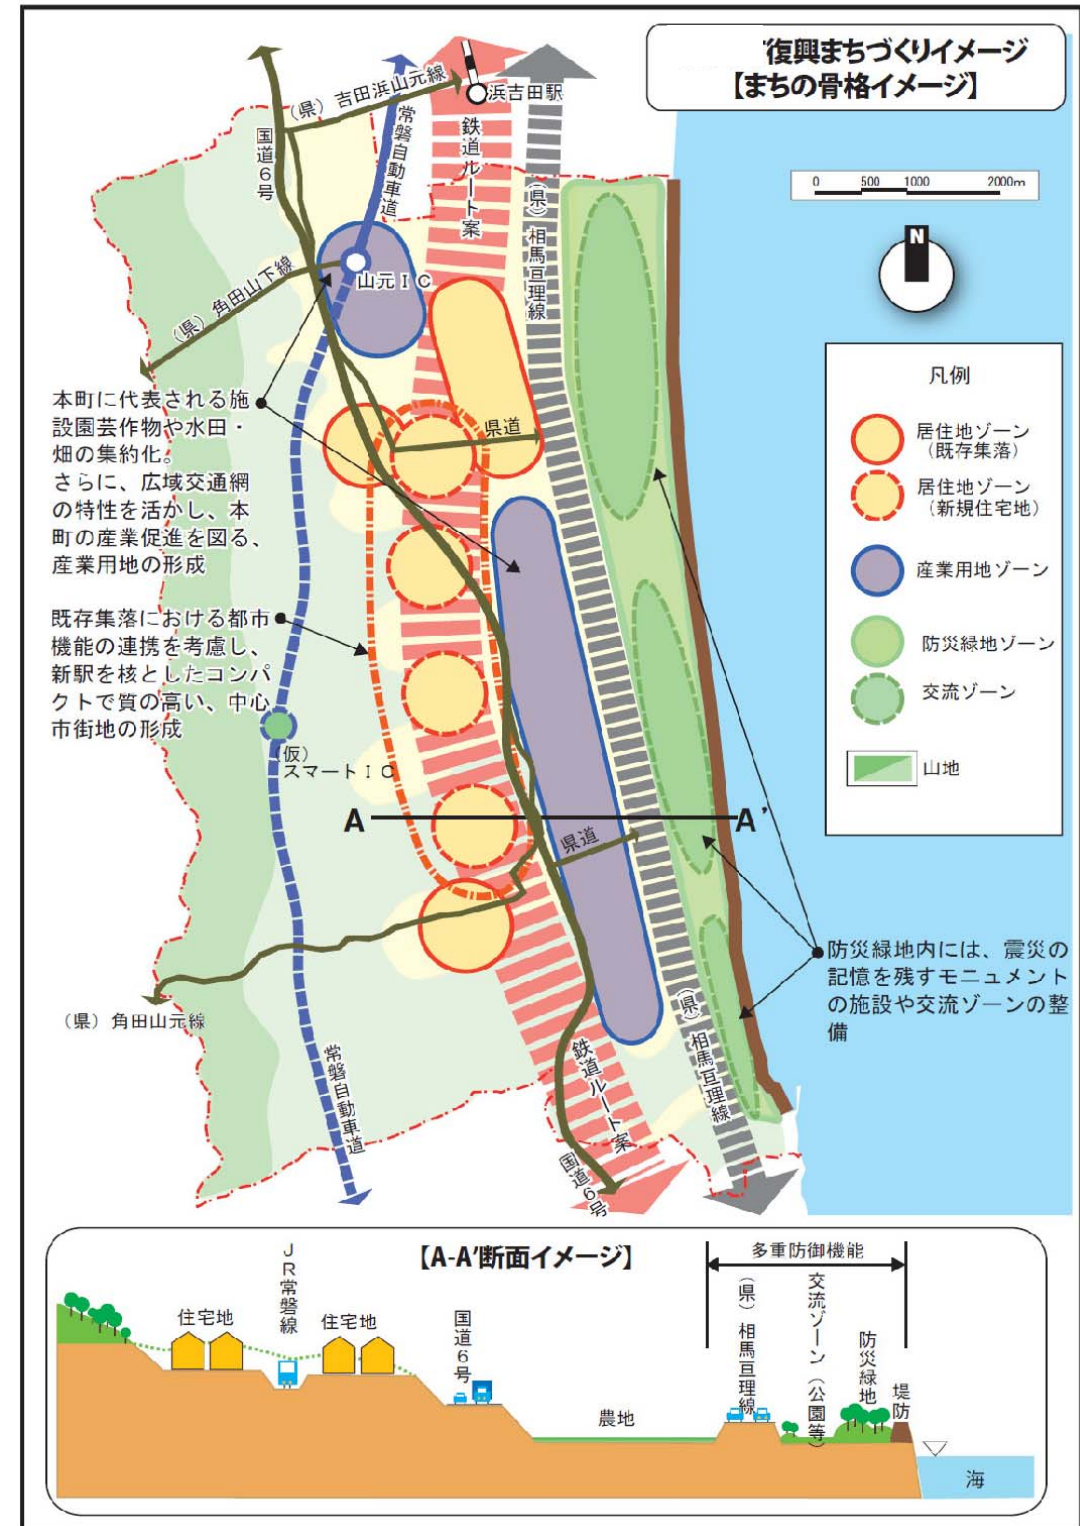 復興まちづくりイメージ
【まちの骨格イメージ】
(県)吉田浜山元線
浜吉田駅
国道6号
常磐自動車道
鉄道ルート案
(県)相馬亘理線
0 500 1000 2000m
N
山元IC
(県)角田山下線
凡例
居住地ゾーン
(既存集落)
居住地ゾーン
(新規住宅地)
産業用地ゾーン
防災緑地ゾーン
交流ゾーン
山地
本町に代表される施
設園芸作物や水田・
畑の集約化。
さらに、広域交通網
の特性を活かし、本
町の産業促進を図る、
産業用地の形成
県道
既存集落における都市
機能の連携を考慮し、
新駅を核としたコンパ
クトで質の高い、中心
市街地の形成
(仮)
スマートIC
A
A'
県道
防災緑地内には、震災の
記憶を残すモニュメント
の施設や交流ゾーンの整
備
(県)角田山元線
常磐自動車道
鉄道ルート案
(県)相馬亘理線
国道6号
【A-A'断面イメージ】
多重防御機能
住宅地
JR常磐線
住宅地
国道6号
農地
(県)相馬亘理線
交流ゾーン(公園等)
防災緑地
堤防
海